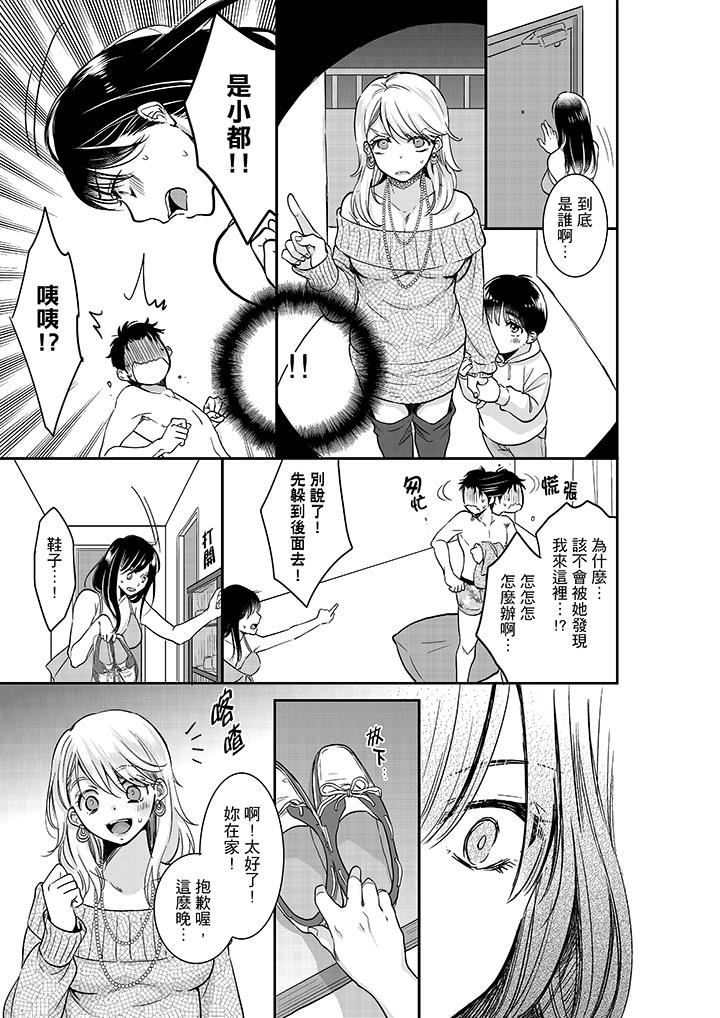 到底
是誰啊…
!!
是小都!!
咦咦!?
為什麼…
該不會被她發現
我來這裡…!?
怎怎怎
怎麼辦啊…
慌張
匆忙
別說了!
先躲到後面去!
打開
鞋子…!
放下…
喀喳
啊!太好了!
妳在家!
抱歉喔,
這麼晚…